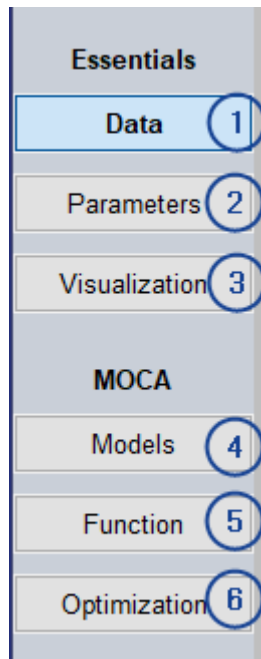 Essentials
Data 1
Parameters 2
Visualization 3
MOCA
Models 4
Function 5
Optimization 6